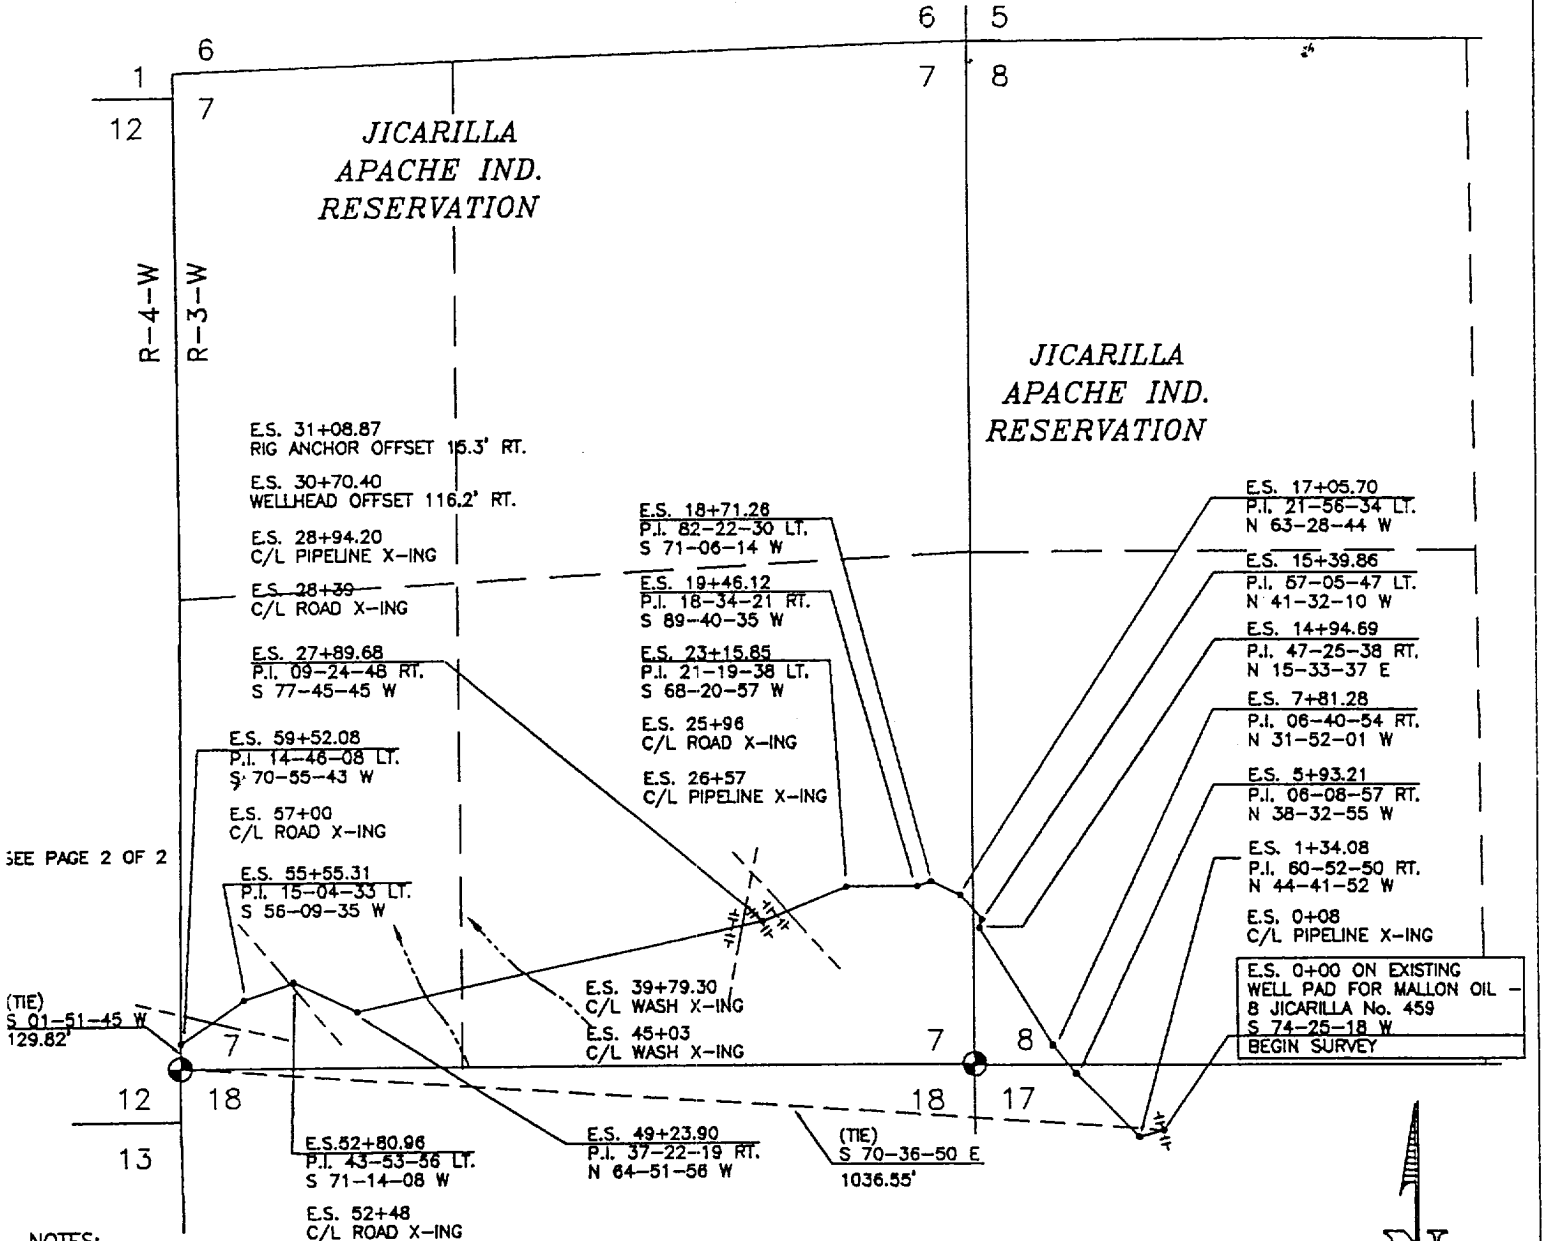 6 5
6
1
7 8
7
12
JICARILLA
APACHE IND.
RESERVATION
R-4-W
R-3-W
JICARILLA
APACHE IND.
RESERVATION
E.S. 31+08.87
RIG ANCHOR OFFSET 15.3' RT.
E.S. 30+70.40
WELLHEAD OFFSET 116.2' RT.
E.S. 28+94.20
C/L PIPELINE X-ING
E.S. 28+39
C/L ROAD X-ING
E.S. 27+89.68
P.I. 09-24-48 RT.
S 77-45-45 W
E.S. 59+52.08
P.I. 14-46-08 LT.
S 70-55-43 W
E.S. 57+00
C/L ROAD X-ING
SEE PAGE 2 OF 2
E.S. 55+55.31
P.I. 15-04-33 LT.
S 56-09-35 W
(TIE)
S 01-51-45 W
129.82'
E.S. 18+71.26
P.I. 82-22-30 LT.
S 71-06-14 W
E.S. 19+46.12
P.I. 18-34-21 RT.
S 89-40-35 W
E.S. 23+15.85
P.I. 21-19-38 LT.
S 68-20-57 W
E.S. 25+96
C/L ROAD X-ING
E.S. 26+57
C/L PIPELINE X-ING
E.S. 17+05.70
P.I. 21-56-34 LT.
N 63-28-44 W
E.S. 15+39.86
P.I. 57-05-47 LT.
N 41-32-10 W
E.S. 14+94.69
P.I. 47-25-38 RT.
N 15-33-37 E
E.S. 7+81.28
P.I. 06-40-54 RT.
N 31-52-01 W
E.S. 5+93.21
P.I. 06-08-57 RT.
N 38-32-55 W
E.S. 1+34.08
P.I. 60-52-50 RT.
N 44-41-52 W
E.S. 0+08
C/L PIPELINE X-ING
E.S. 0+00 ON EXISTING
WELL PAD FOR MALLON OIL -
8 JICARILLA No. 459
S 74-25-18 W
BEGIN SURVEY
E.S. 39+79.30
C/L WASH X-ING
E.S. 45+03
C/L WASH X-ING
7
7 8
12 18
18 17
13
E.S.52+80.96
P.I. 43-53-56 LT.
S 71-14-08 W
E.S. 52+48
C/L ROAD X-ING
E.S. 49+23.90
P.I. 37-22-19 RT.
N 64-51-56 W
(TIE)
S 70-36-50 E
1036.55'
NOTES:
N